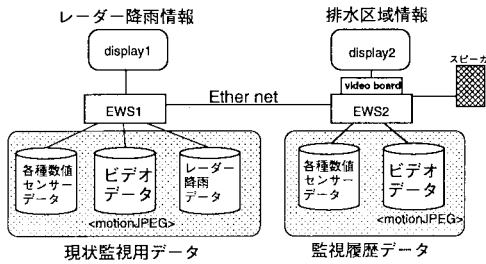 レーダー降雨情報
排水区域情報
display1
display2
video board
スピーカ
EWS1
Ether net
EWS2
各種数値
センサー
データ
ビデオ
データ
レーダー
降雨
データ
<motionJPEG>
各種数値
センサー
データ
ビデオ
データ
<motionJPEG>
現状監視用データ
監視履歴データ